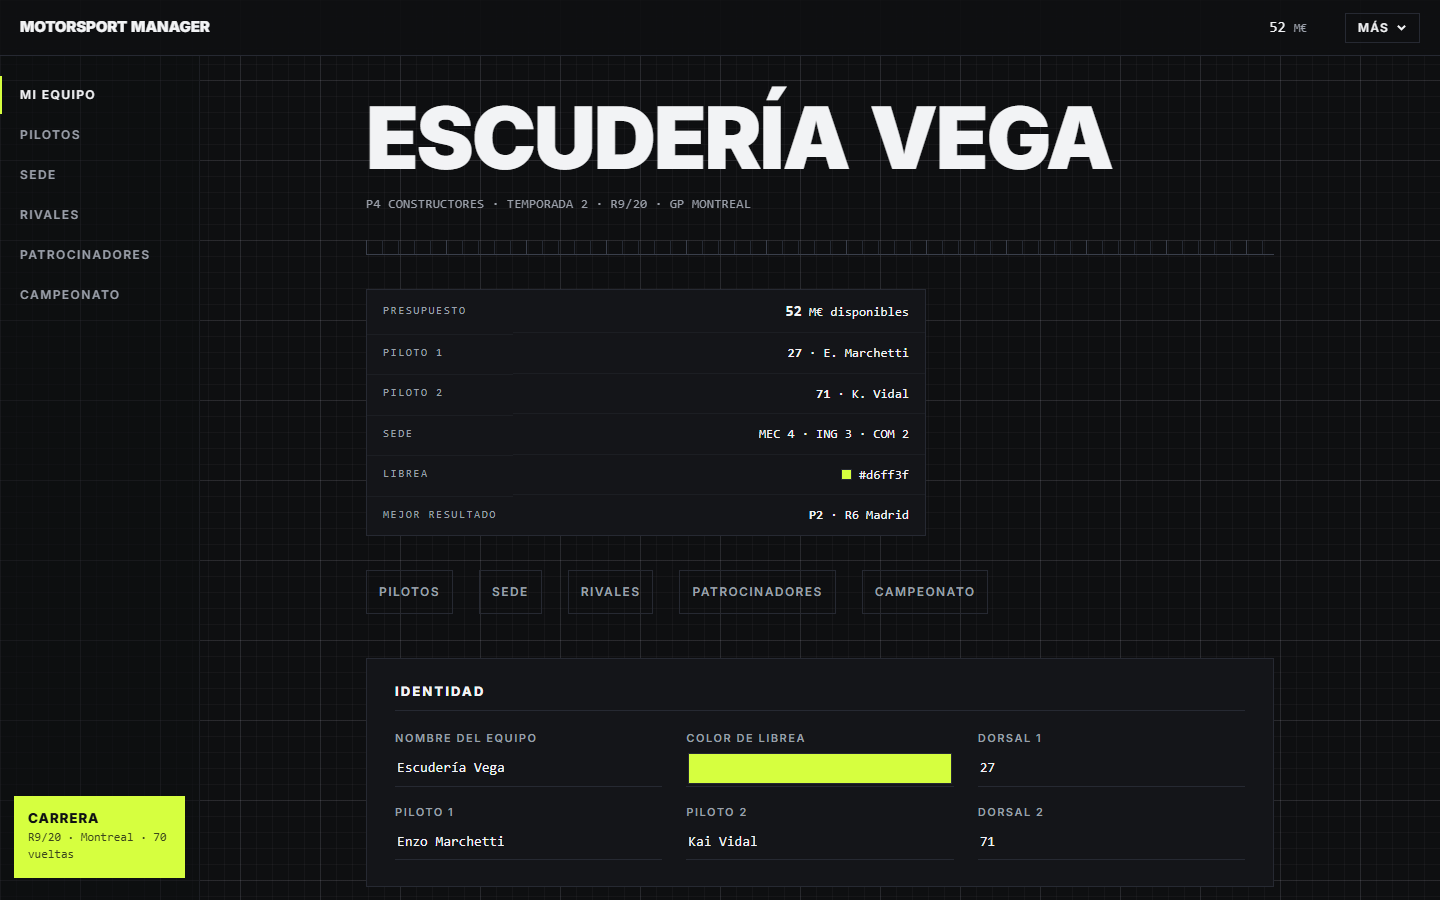 MOTORSPORT MANAGER
52 M€
MÁS
MI EQUIPO
PILOTOS
SEDE
RIVALES
PATROCINADORES
CAMPEONATO
CARRERA
R9/20 · Montreal · 70
vueltas
ESCUDERÍA VEGA
P4 CONSTRUCTORES · TEMPORADA 2 · R9/20 · GP MONTREAL
PRESUPUESTO 52 M€ disponibles
PILOTO 1 27 · E. Marchetti
PILOTO 2 71 · K. Vidal
SEDE MEC 4 · ING 3 · COM 2
LIBREA #d6ff3f
MEJOR RESULTADO P2 · R6 Madrid
PILOTOS SEDE RIVALES PATROCINADORES CAMPEONATO
IDENTIDAD
NOMBRE DEL EQUIPO COLOR DE LIBREA DORSAL 1
Escudería Vega 27
PILOTO 1 PILOTO 2 DORSAL 2
Enzo Marchetti Kai Vidal 71